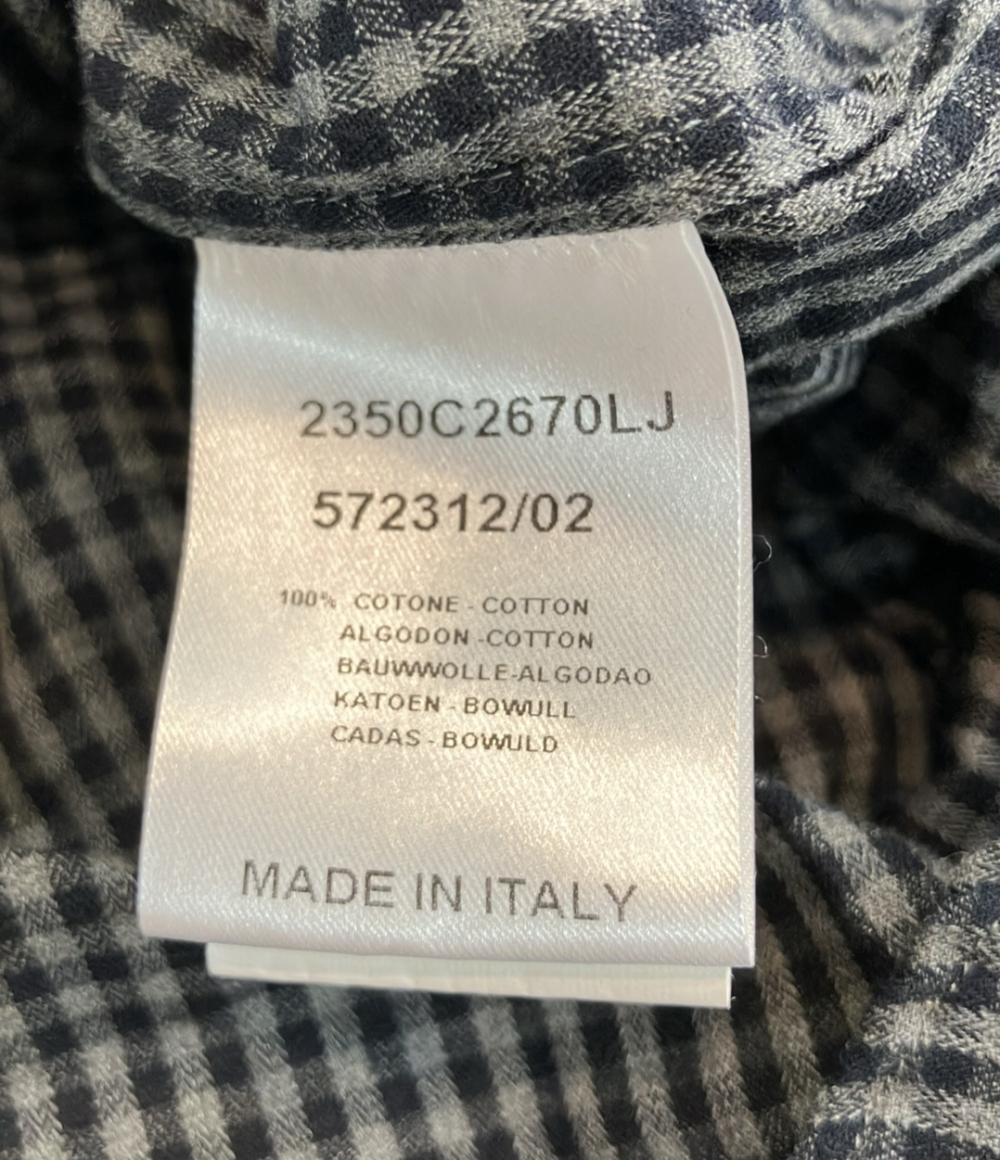 2350C2670LJ
572312/02
100% COTONE - COTTON
ALGODON -COTTON
BAUWWOLLE-ALGODAO
KATOEN - BOWULL
CADAS - BOWULD
MADE IN ITALY